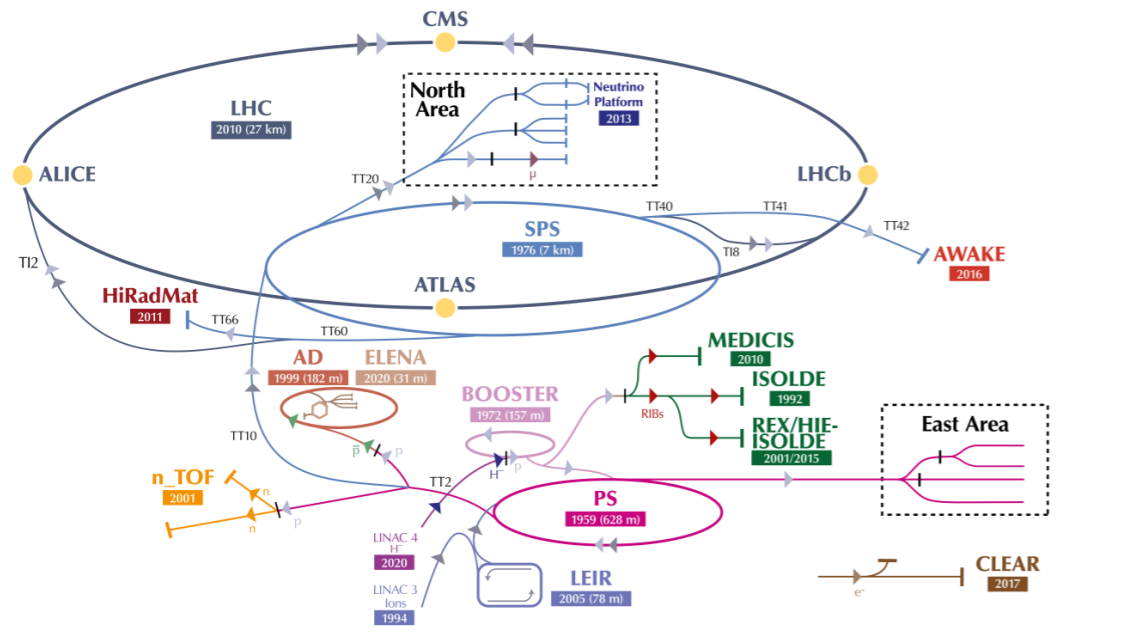 CMS
LHC
2010 (27 km)
North
Area
Neutrino
Platform
2013
μ
ALICE
LHCb
TT20
TT40
TT41
TT42
SPS
1976 (7 km)
TI8
TI2
AWAKE
2016
ATLAS
HiRadMat
2011
TT66
TT60
MEDICIS
2010
AD
1999 (182 m)
ELENA
2020 (31 m)
BOOSTER
1972 (157 m)
ISOLDE
1992
RIBs
REX/HIE-
ISOLDE
2001/2015
East Area
TT10
p̅
p
H⁻
p
n_TOF
2001
n
n
p
TT2
PS
1959 (628 m)
LINAC 4
H⁻
2020
LINAC 3
Ions
1994
LEIR
2005 (78 m)
CLEAR
2017
e⁻